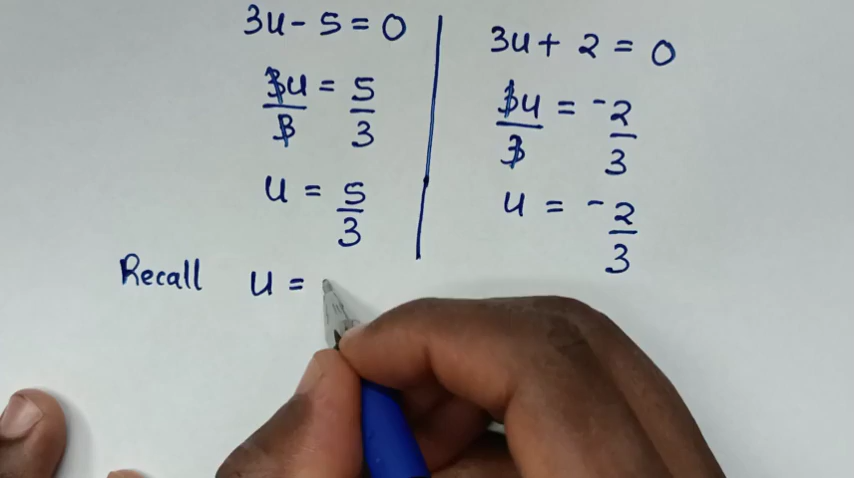 3u - 5 = 0
3u/3 = 5/3
u = 5/3
3u + 2 = 0
3u/3 = -2/3
u = -2/3
Recall u =